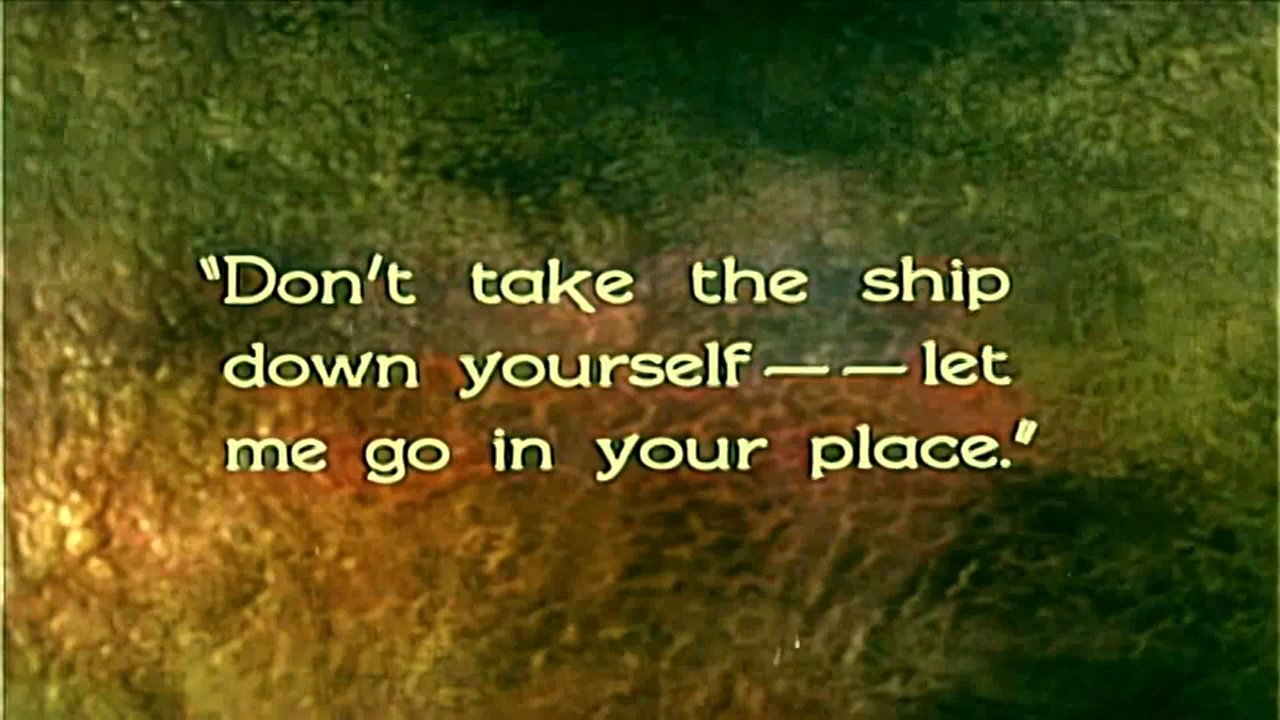 "Don't take the ship
down yourself — — let
me go in your place."